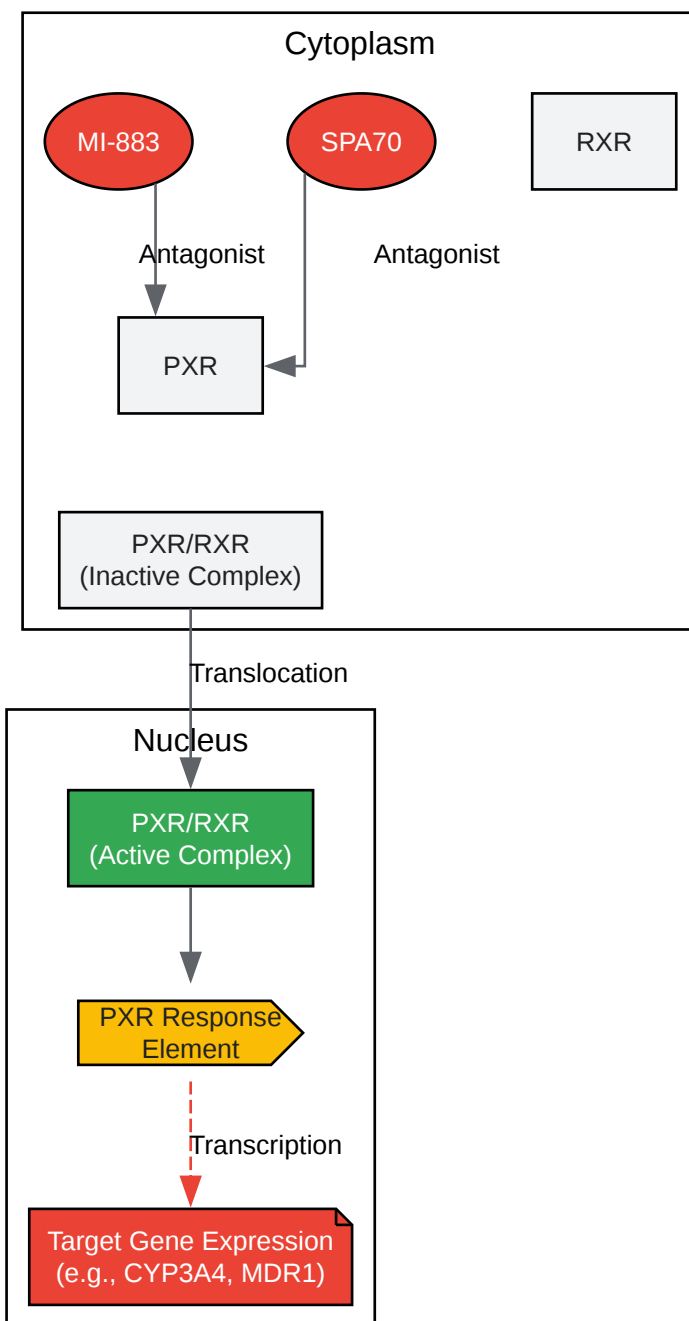 Cytoplasm
MI-883
SPA70
RXR
Antagonist
Antagonist
PXR
PXR/RXR
(Inactive Complex)
Translocation
Nucleus
PXR/RXR
(Active Complex)
PXR Response
Element
Transcription
Target Gene Expression
(e.g., CYP3A4, MDR1)